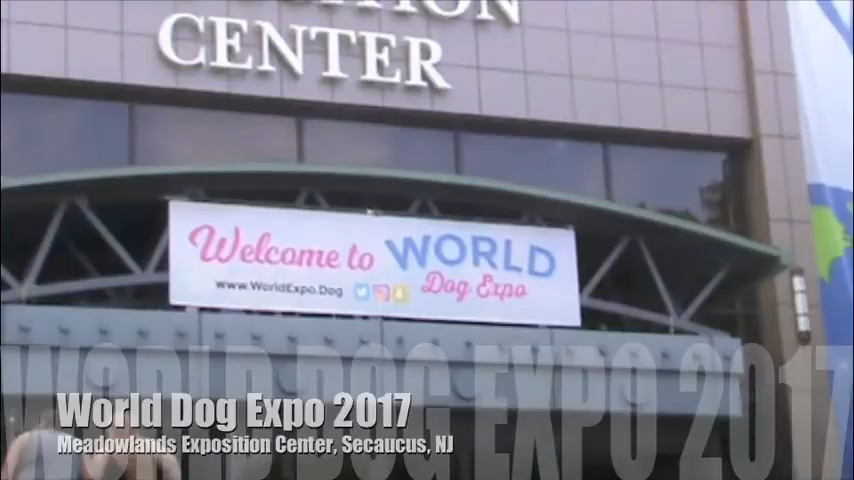 CENTER
Welcome to WORLD
Dog Expo
www.WorldExpo.Dog
WORLD DOG EXPO 2017
World Dog Expo 2017
Meadowlands Exposition Center, Secaucus, NJ